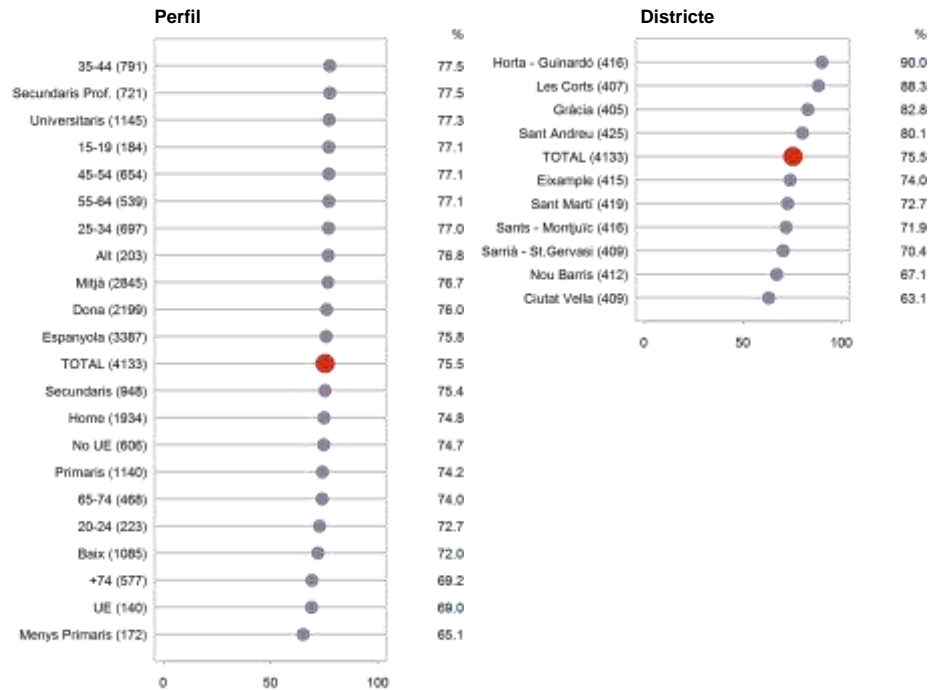 Perfil
%
35-44 (791) 77.5
Secundaris Prof. (721) 77.5
Universitaris (1145) 77.3
15-19 (184) 77.1
45-54 (654) 77.1
55-64 (539) 77.1
25-34 (697) 77.0
Alt (203) 76.8
Mitjà (2845) 76.7
Dona (2199) 76.0
Espanyola (3387) 75.8
TOTAL (4133) 75.5
Secundaris (948) 75.4
Home (1934) 74.8
No UE (606) 74.7
Primaris (1140) 74.2
65-74 (468) 74.0
20-24 (223) 72.7
Baix (1085) 72.0
+74 (577) 69.2
UE (140) 69.0
Menys Primaris (172) 65.1
0 50 100
Districte
%
Horta - Guinardó (416) 90.0
Les Corts (407) 88.3
Gràcia (405) 82.8
Sant Andreu (425) 80.1
TOTAL (4133) 75.5
Eixample (415) 74.0
Sant Martí (419) 72.7
Sants - Montjuïc (416) 71.9
Sarrià - St.Gervasi (409) 70.4
Nou Barris (412) 67.1
Ciutat Vella (409) 63.1
0 50 100